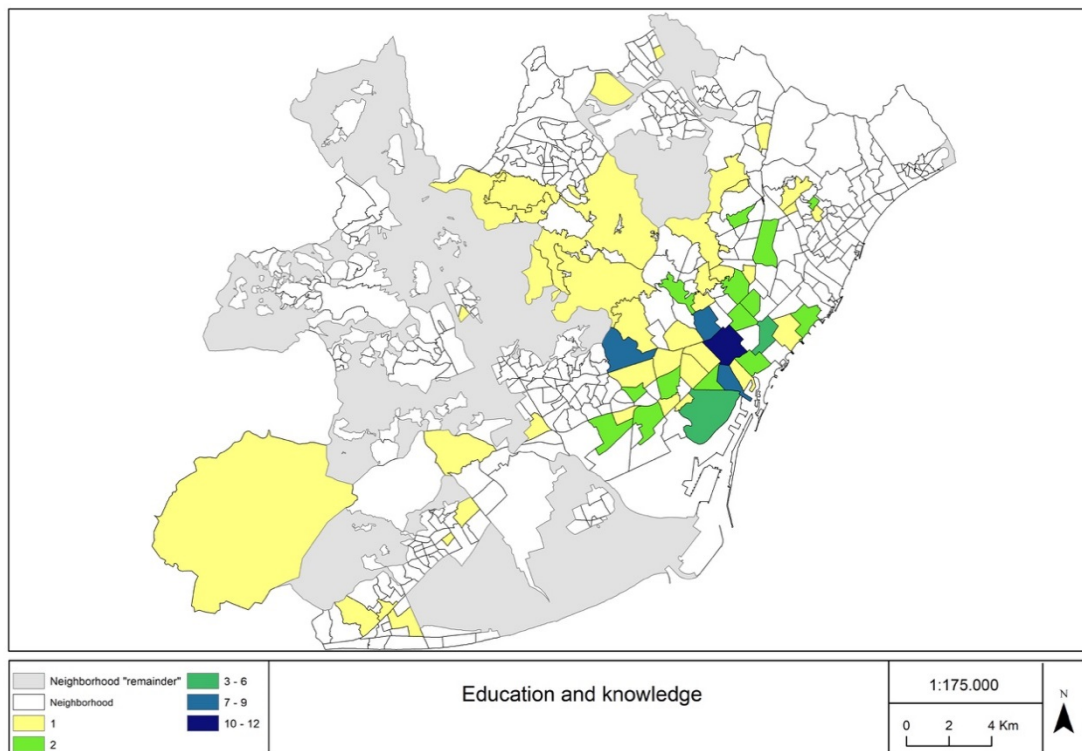 Neighborhood "remainder"
Neighborhood
1
2
3 - 6
7 - 9
10 - 12
Education and knowledge
1:175.000
0 2 4 Km
N